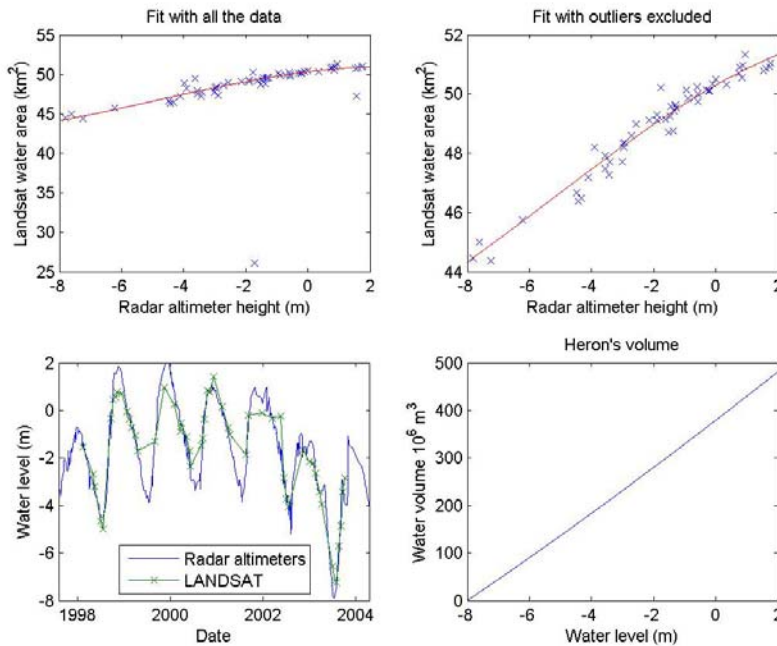 Fit with all the data
55
50
45
40
35
30
25
-8 -6 -4 -2 0 2
Landsat water area (km²)
Radar altimeter height (m)
Fit with outliers excluded
52
50
48
46
44
-8 -6 -4 -2 0 2
Landsat water area (km²)
Radar altimeter height (m)
2
0
-2
-4
-6
-8
1998 2000 2002 2004
Water level (m)
Date
Radar altimeters
LANDSAT
Heron's volume
500
400
300
200
100
0
-8 -6 -4 -2 0 2
Water volume 10⁶ m³
Water level (m)